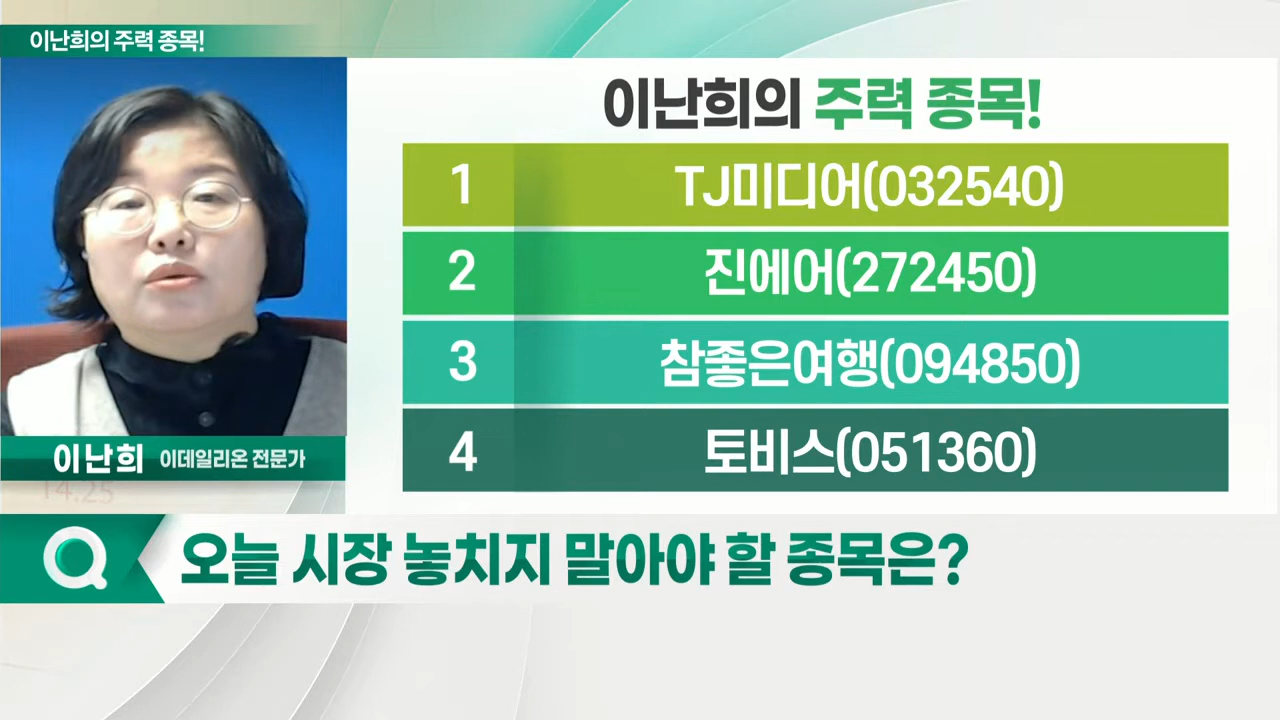 이난희의 주력 종목!
이난희의 주력 종목!
1 TJ미디어(032540)
2 진에어(272450)
3 참좋은여행(094850)
4 토비스(051360)
이난희 이데일리온 전문가
14:25
Q 오늘 시장 놓치지 말아야 할 종목은?